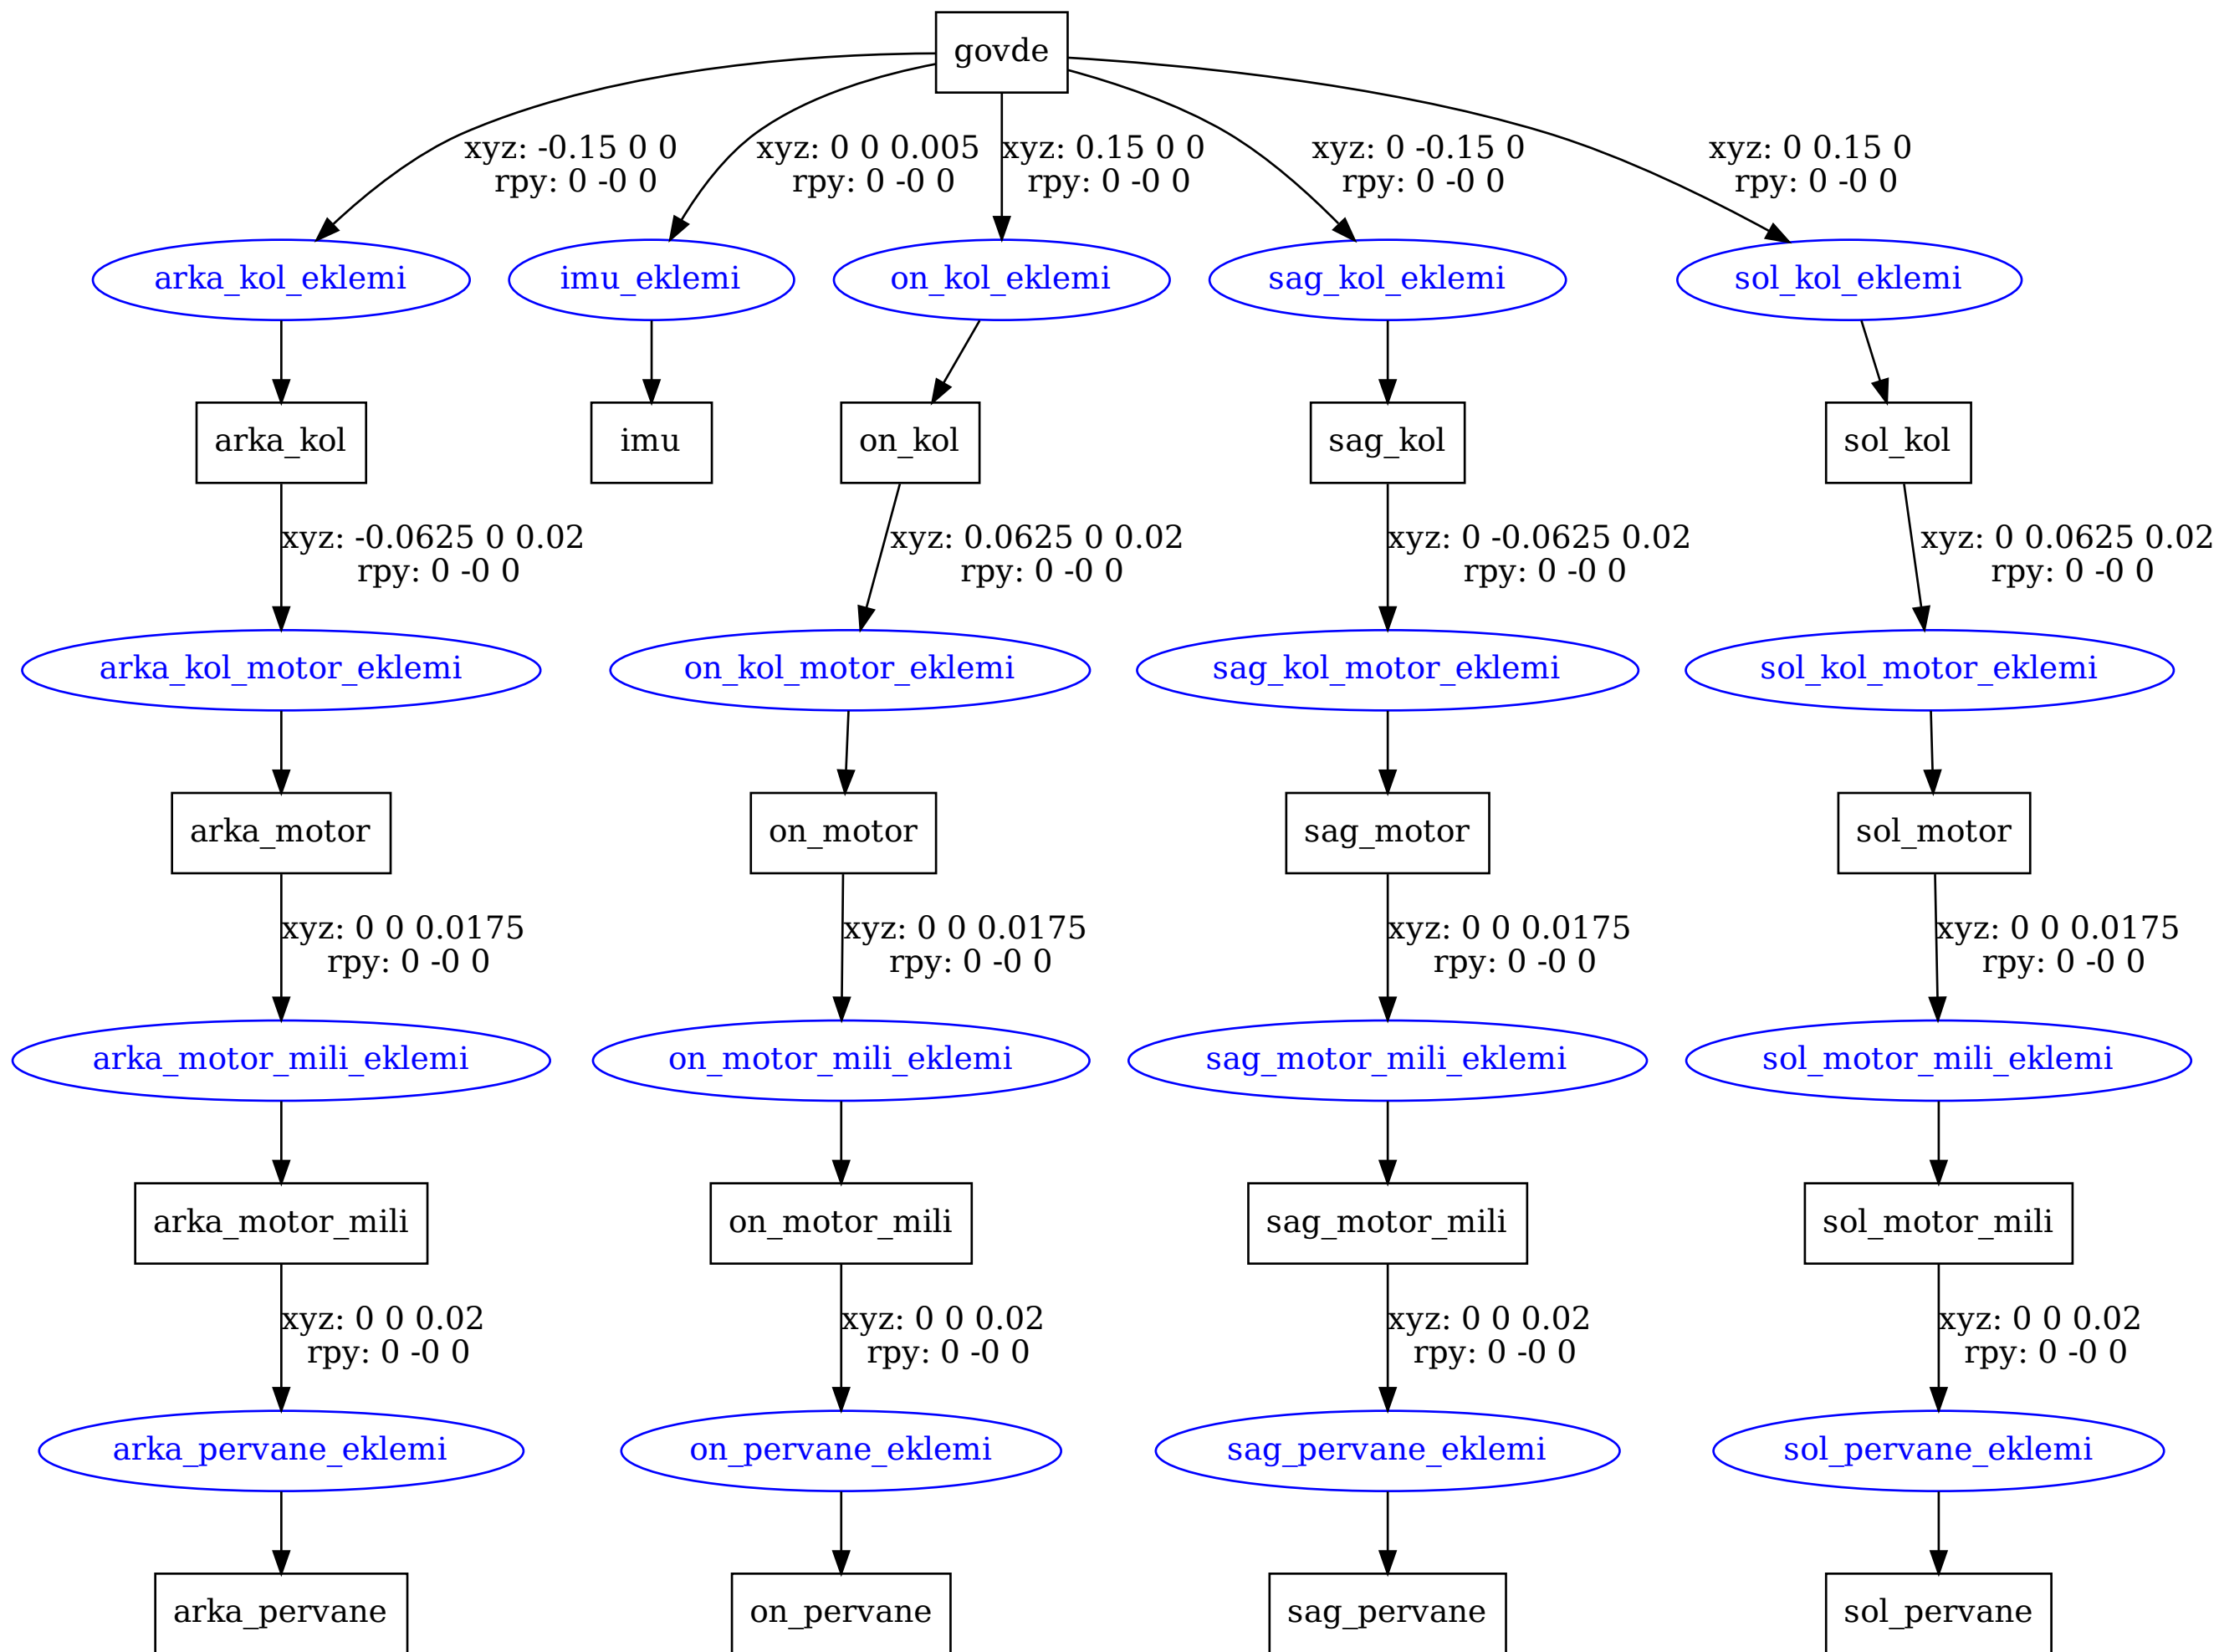 govde
xyz: -0.15 0 0
rpy: 0 -0 0
xyz: 0 0 0.005
rpy: 0 -0 0
xyz: 0.15 0 0
rpy: 0 -0 0
xyz: 0 -0.15 0
rpy: 0 -0 0
xyz: 0 0.15 0
rpy: 0 -0 0
arka_kol_eklemi
imu_eklemi
on_kol_eklemi
sag_kol_eklemi
sol_kol_eklemi
arka_kol
imu
on_kol
sag_kol
sol_kol
xyz: -0.0625 0 0.02
rpy: 0 -0 0
xyz: 0.0625 0 0.02
rpy: 0 -0 0
xyz: 0 -0.0625 0.02
rpy: 0 -0 0
xyz: 0 0.0625 0.02
rpy: 0 -0 0
arka_kol_motor_eklemi
on_kol_motor_eklemi
sag_kol_motor_eklemi
sol_kol_motor_eklemi
arka_motor
on_motor
sag_motor
sol_motor
xyz: 0 0 0.0175
rpy: 0 -0 0
xyz: 0 0 0.0175
rpy: 0 -0 0
xyz: 0 0 0.0175
rpy: 0 -0 0
xyz: 0 0 0.0175
rpy: 0 -0 0
arka_motor_mili_eklemi
on_motor_mili_eklemi
sag_motor_mili_eklemi
sol_motor_mili_eklemi
arka_motor_mili
on_motor_mili
sag_motor_mili
sol_motor_mili
xyz: 0 0 0.02
rpy: 0 -0 0
xyz: 0 0 0.02
rpy: 0 -0 0
xyz: 0 0 0.02
rpy: 0 -0 0
xyz: 0 0 0.02
rpy: 0 -0 0
arka_pervane_eklemi
on_pervane_eklemi
sag_pervane_eklemi
sol_pervane_eklemi
arka_pervane
on_pervane
sag_pervane
sol_pervane